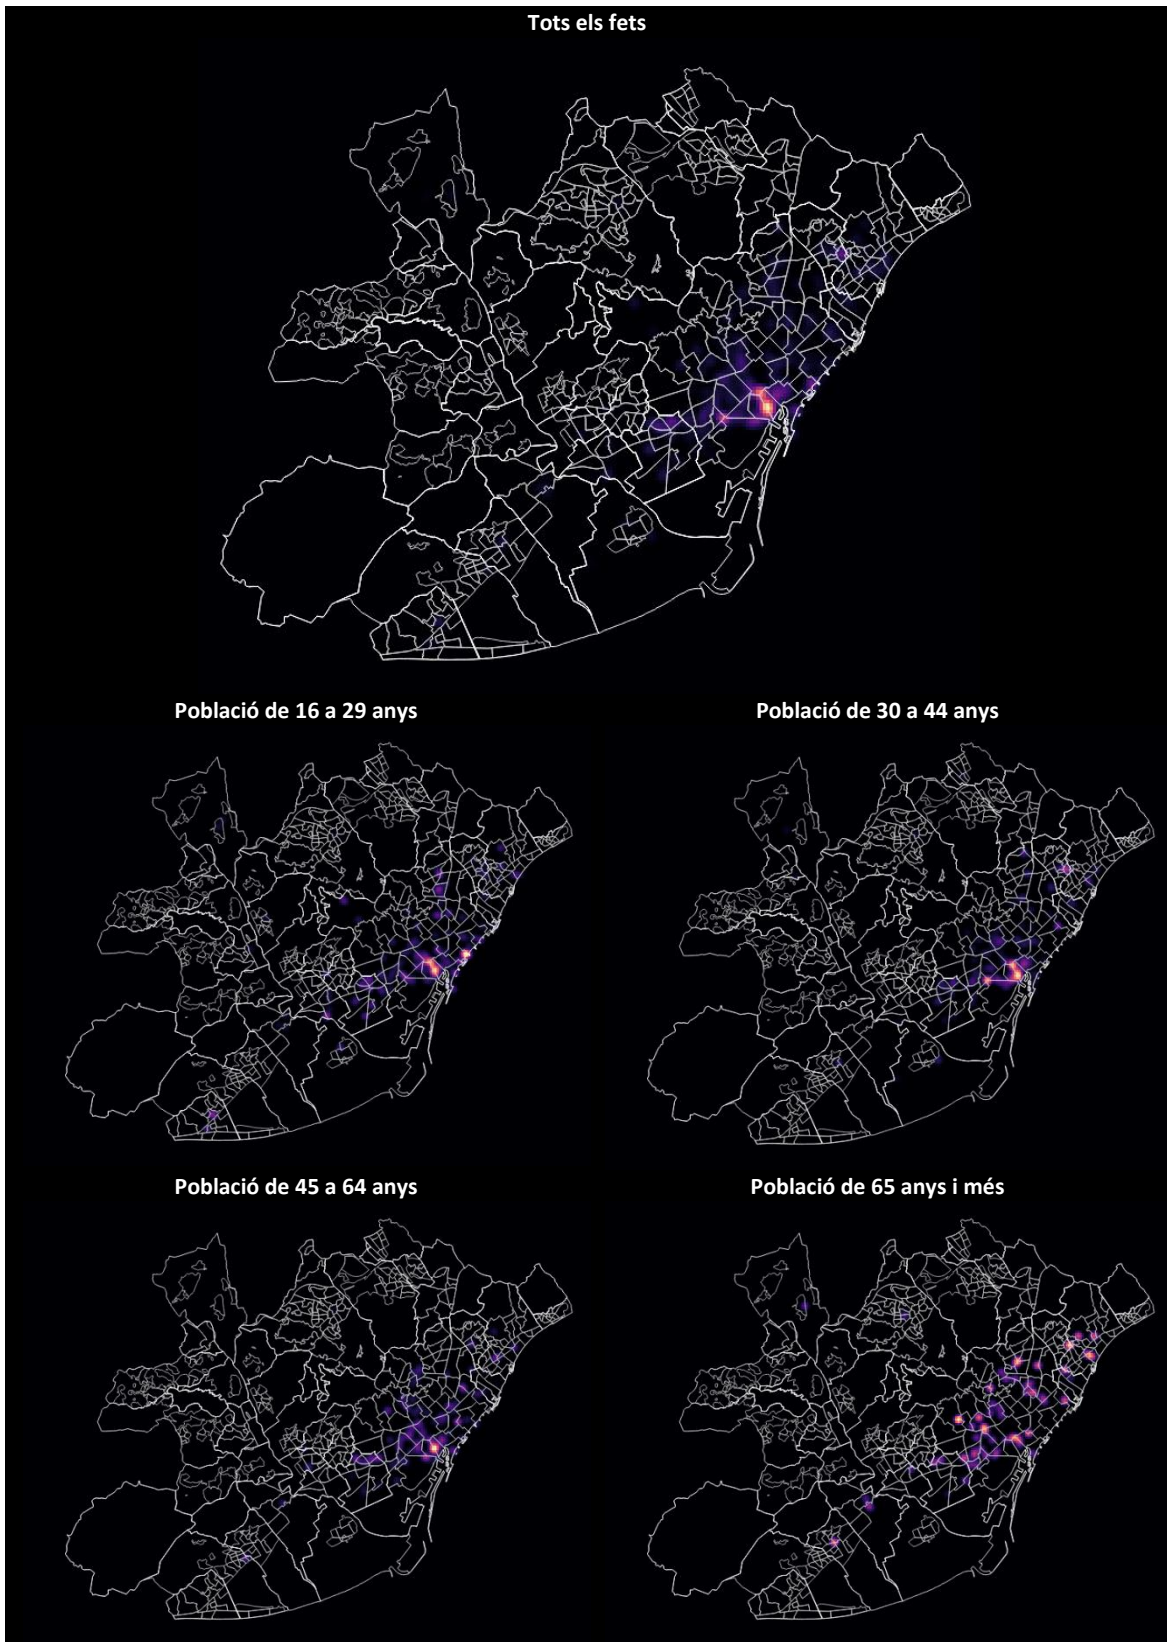 Tots els fets
Població de 16 a 29 anys
Població de 30 a 44 anys
Població de 45 a 64 anys
Població de 65 anys i més